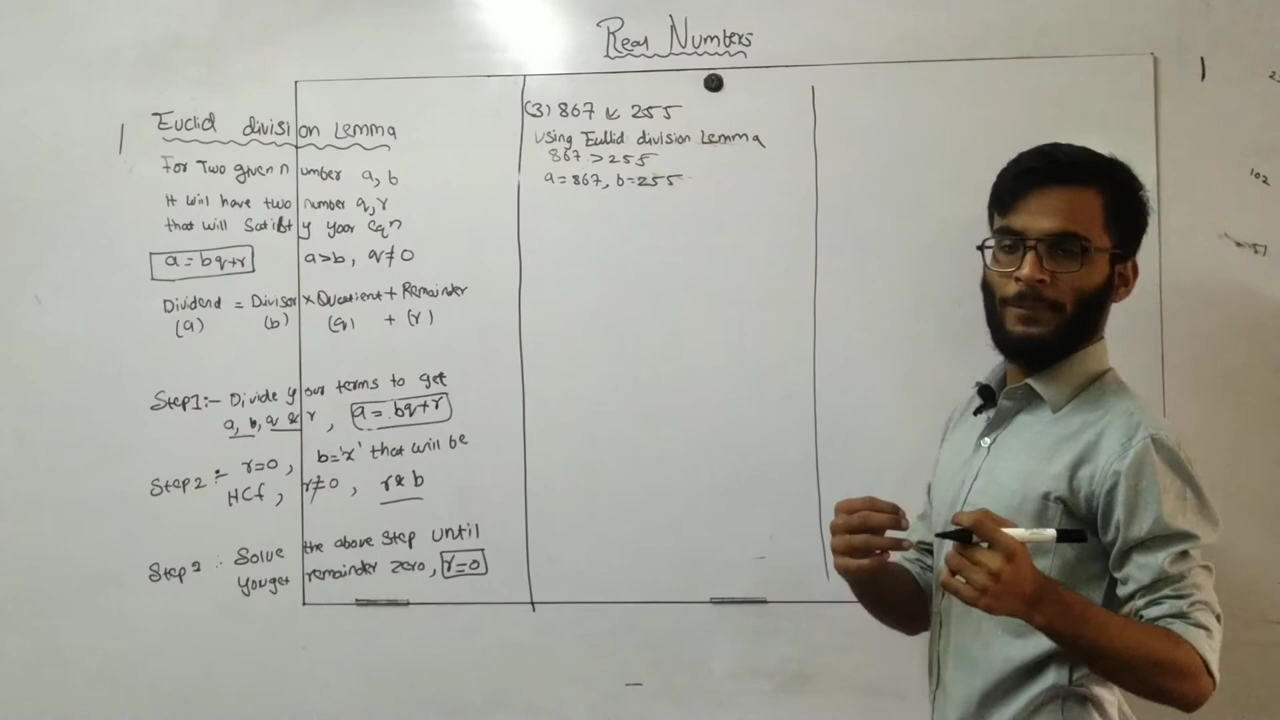 Real Numbers
Euclid division Lemma
For Two given number a, b
It will have two number q, r
that will Satisfy your eqn
a = bq+r a>b, q≠0
Dividend = Divisor × Quotient + Remainder
(a) (b) (q) + (r)
Step1:- Divide your terms to get
a, b, q & r , a = bq+r
Step2 :- r=0, b='x' that will be
HCf, r≠0, r & b
Step : Solve the above step until
you get remainder zero, r=0
(3) 867 & 255
Using Euclid division Lemma
867 > 255
a = 867, b = 255
102